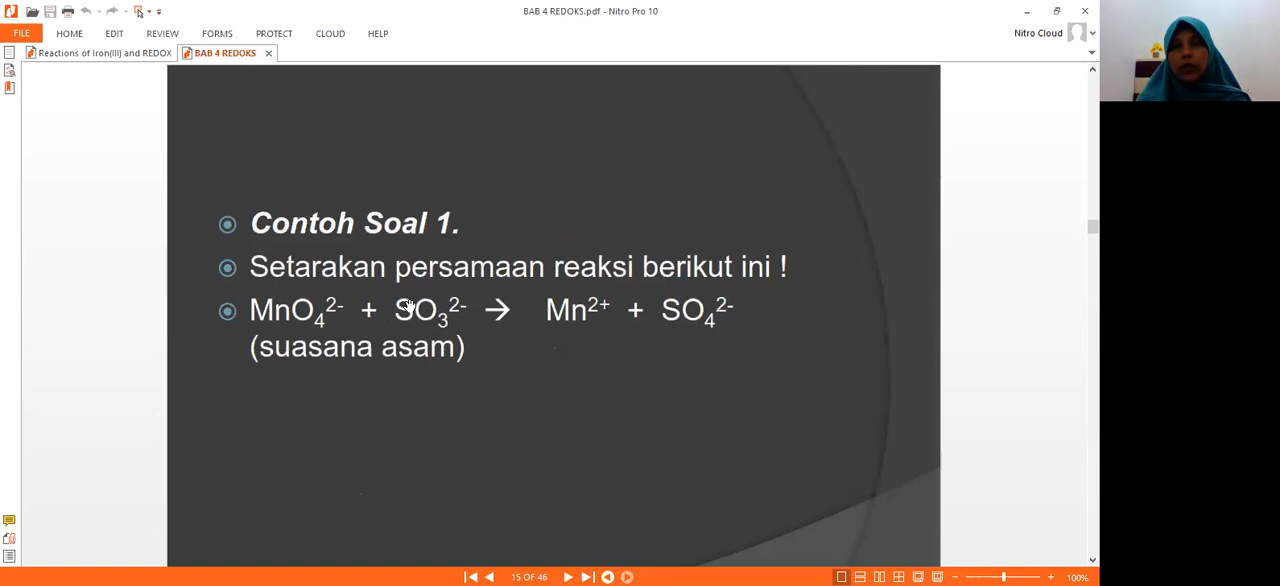 BAB 4 REDOKS.pdf - Nitro Pro 10
FILE HOME EDIT REVIEW FORMS PROTECT CLOUD HELP
Nitro Cloud
Reactions of Iron(III) and REDOX BAB 4 REDOKS
Contoh Soal 1.
Setarakan persamaan reaksi berikut ini !
MnO₄²⁻ + SO₃²⁻ → Mn²⁺ + SO₄²⁻
(suasana asam)
15 OF 46
100%